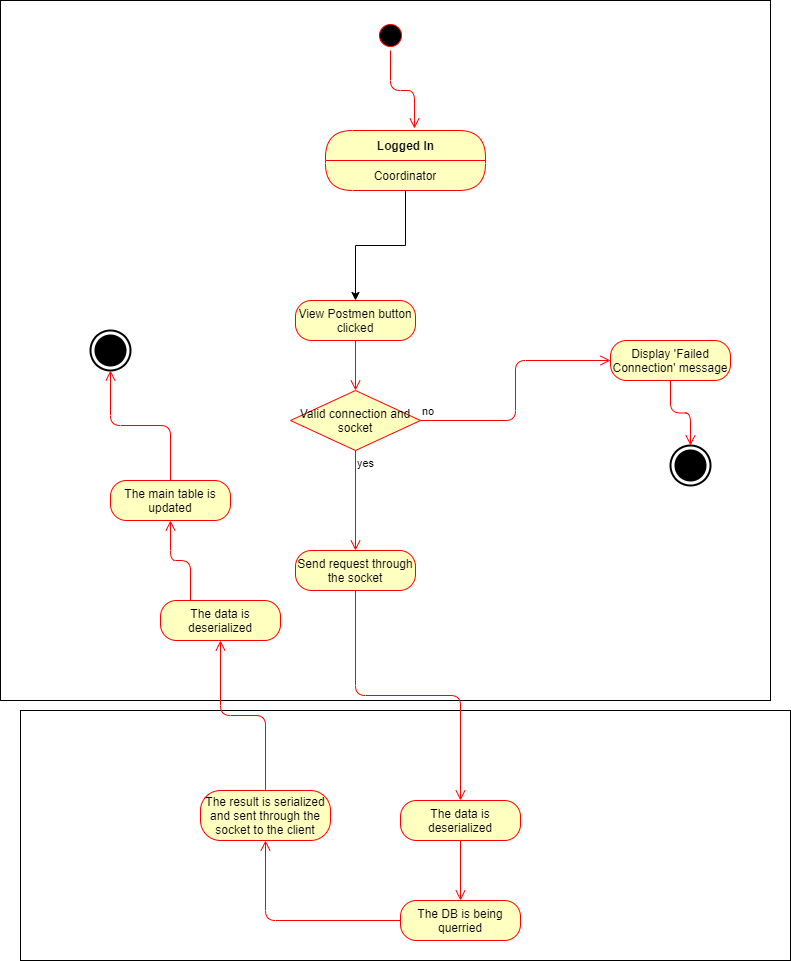 Logged In
Coordinator
View Postmen button
clicked
Display 'Failed
Connection' message
Valid connection and
socket
no
yes
The main table is
updated
Send request through
the socket
The data is
deserialized
The result is serialized
and sent through the
socket to the client
The data is
deserialized
The DB is being
querried